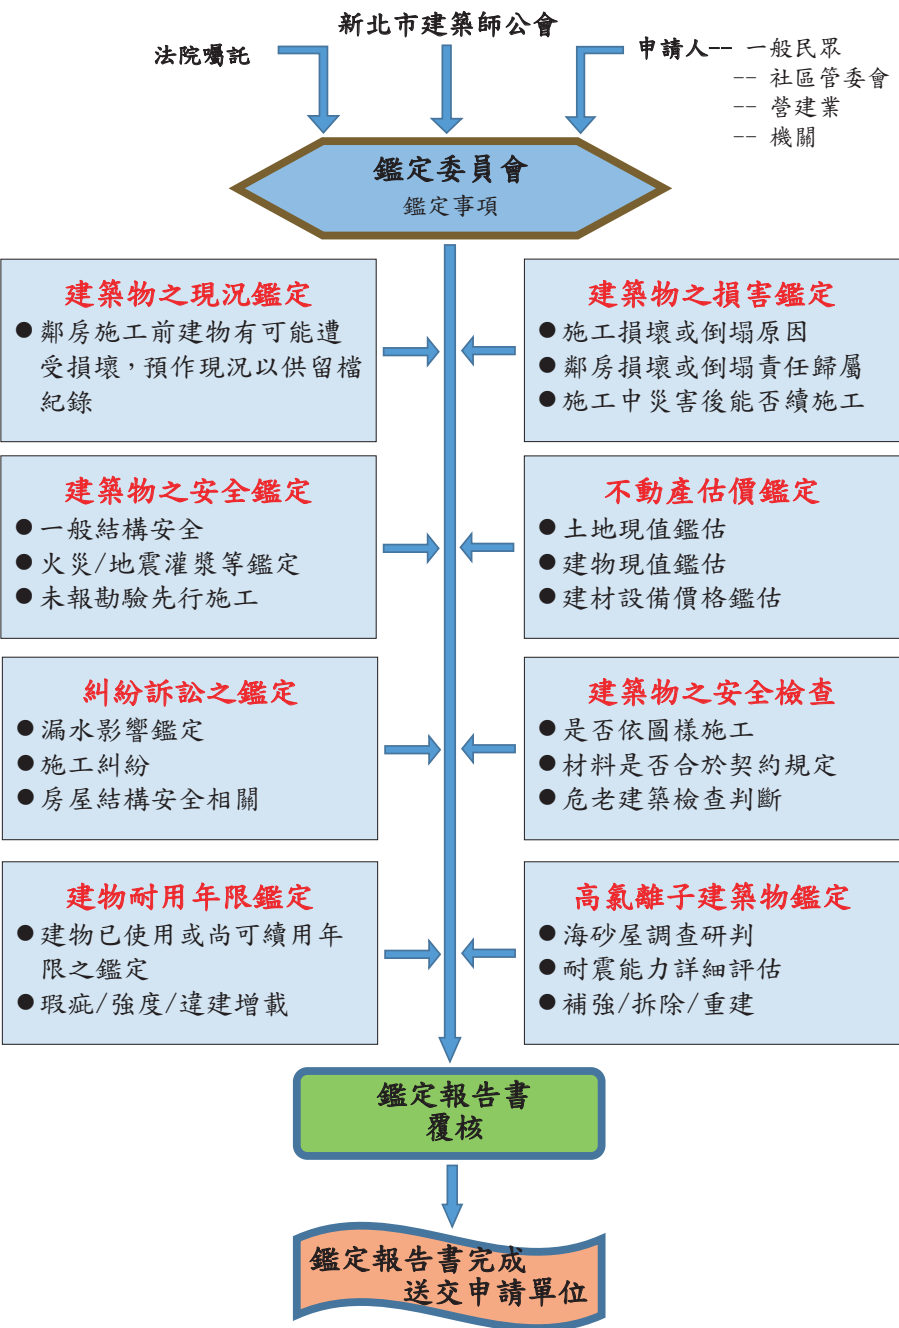 新北市建築師公會
法院囑託
申請人-- 一般民眾
-- 社區管委會
-- 營建業
-- 機關
鑑定委員會
鑑定事項
建築物之現況鑑定
● 鄰房施工前建物有可能遭
受損壞，預作現況以供留檔
紀錄
建築物之損害鑑定
● 施工損壞或倒塌原因
● 鄰房損壞或倒塌責任歸屬
● 施工中災害後能否續施工
建築物之安全鑑定
● 一般結構安全
● 火災/地震灌漿等鑑定
● 未報勘驗先行施工
不動產估價鑑定
● 土地現值鑑估
● 建物現值鑑估
● 建材設備價格鑑估
糾紛訴訟之鑑定
● 漏水影響鑑定
● 施工糾紛
● 房屋結構安全相關
建築物之安全檢查
● 是否依圖樣施工
● 材料是否合於契約規定
● 危老建築檢查判斷
建物耐用年限鑑定
● 建物已使用或尚可續用年
限之鑑定
● 瑕疵/強度/違建增載
高氯離子建築物鑑定
● 海砂屋調查研判
● 耐震能力詳細評估
● 補強/拆除/重建
鑑定報告書
覆核
鑑定報告書完成
送交申請單位